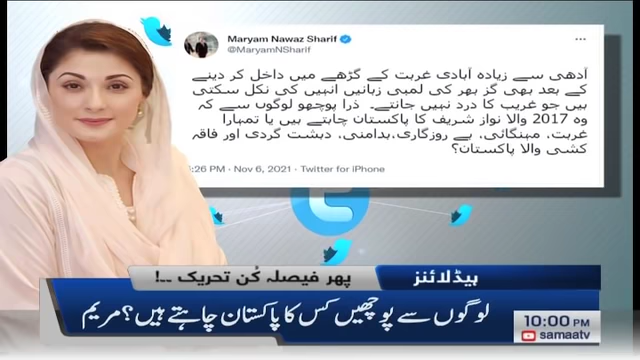 Maryam Nawaz Sharif
@MaryamNSharif
آدھی سے زیادہ آبادی غربت کے گڑھے میں داخل کر دینے
کے بعد بھی گز بھر کی لمبی زبانیں انہیں کی نکل سکتی
ہیں جو غریب کا درد نہیں جانتے۔ ذرا پوچھو لوگوں سے کہ
وہ 2017 والا نواز شریف کا پاکستان چاہتے ہیں یا تمہارا
غربت، مہنگائی، بے روزگاری،بدامنی، دہشت گردی اور فاقہ
کشی والا پاکستان؟
:26 PM · Nov 6, 2021 · Twitter for iPhone
ہیڈلائنز
پھر فیصلہ کُن تحریک ..!
لوگوں سے پوچھیں کس کا پاکستان چاہتے ہیں؟ مریم
10:00 PM
samaatv